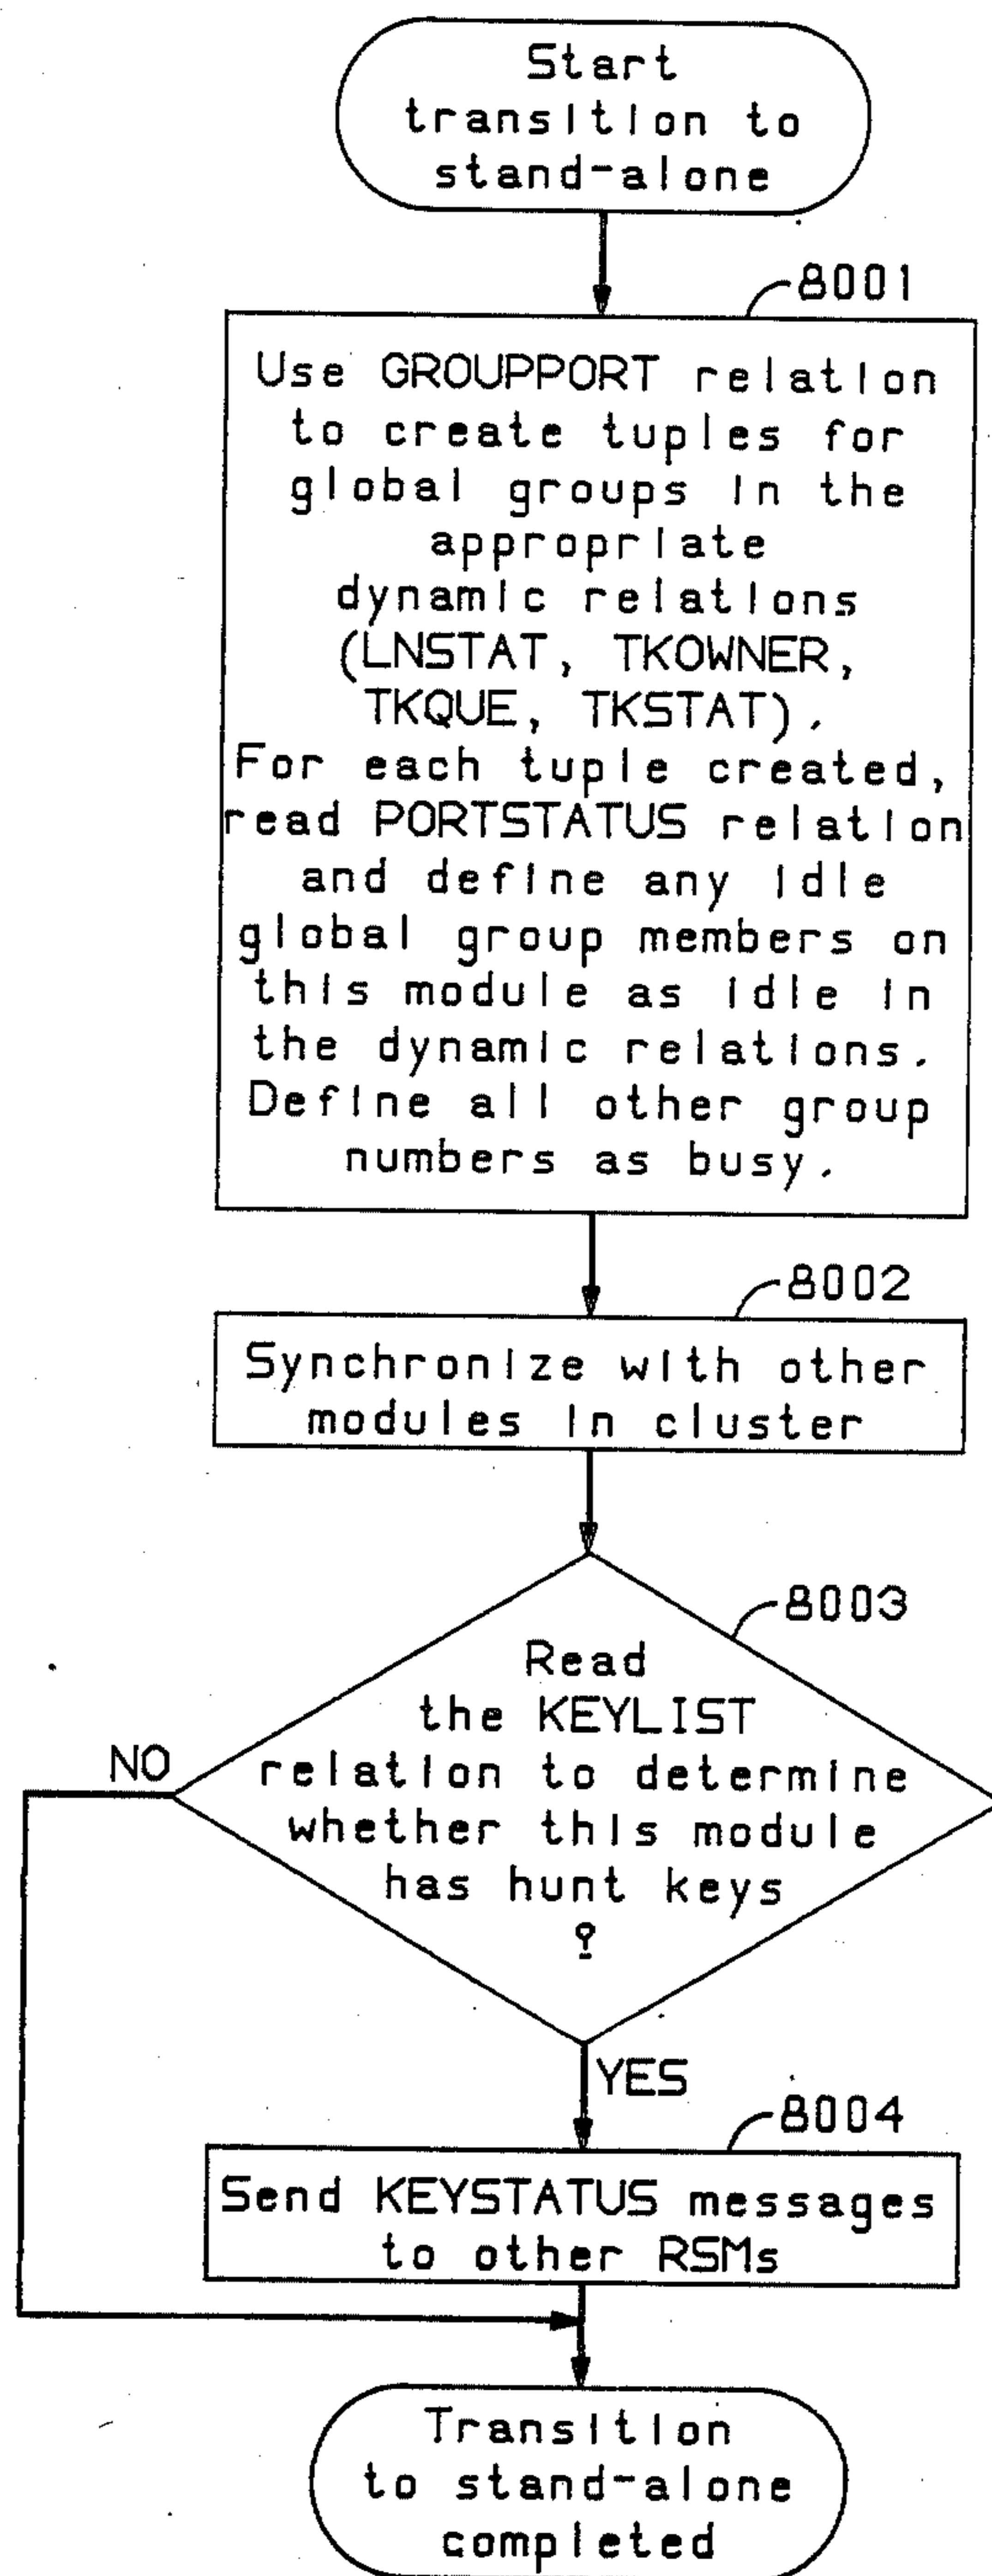 Start
transition to
stand-alone
8001
Use GROUPPORT relation
to create tuples for
global groups in the
appropriate
dynamic relations
(LNSTAT, TKOWNER,
TKQUE, TKSTAT).
For each tuple created,
read PORTSTATUS relation
and define any idle
global group members on
this module as idle in
the dynamic relations.
Define all other group
numbers as busy.
8002
Synchronize with other
modules in cluster
8003
Read
the KEYLIST
relation to determine
whether this module
has hunt keys
?
NO
YES
8004
Send KEYSTATUS messages
to other RSMs
Transition
to stand-alone
completed